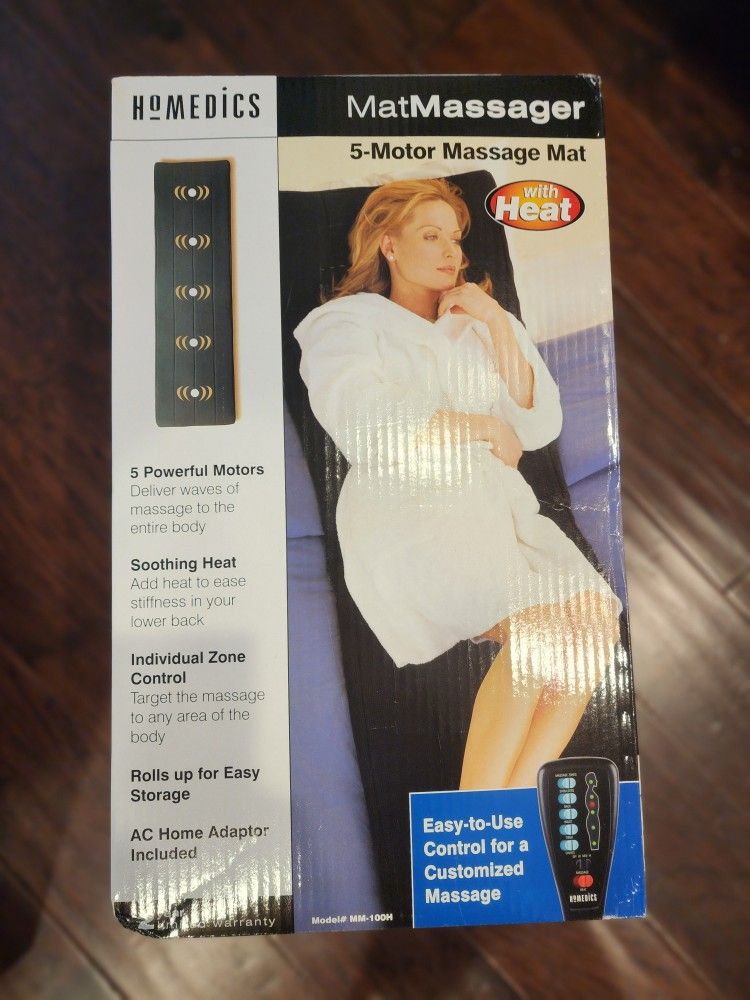 HoMEDiCS
MatMassager
5-Motor Massage Mat
with
Heat
5 Powerful Motors
Deliver waves of
massage to the
entire body
Soothing Heat
Add heat to ease
stiffness in your
lower back
Individual Zone
Control
Target the massage
to any area of the
body
Rolls up for Easy
Storage
AC Home Adaptor
Included
warranty
Model# MM-100H
Easy-to-Use
Control for a
Customized
Massage
MASSAGE
HEAT
HoMEDiCS